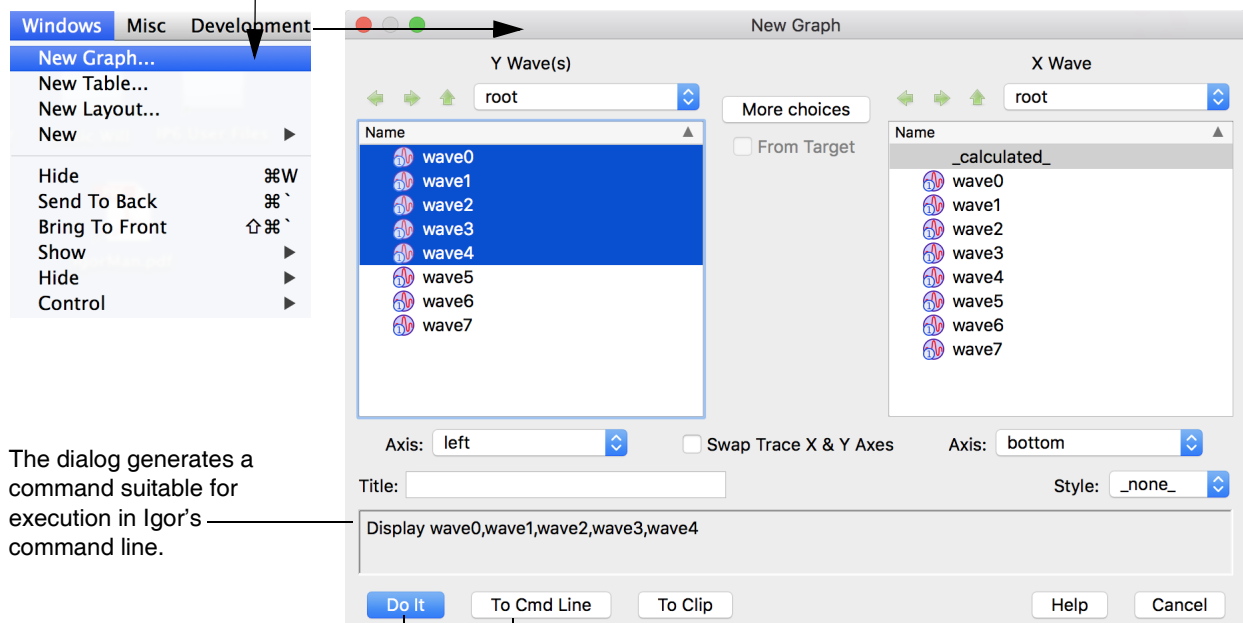 Windows Misc Development
New Graph...
New Table...
New Layout...
New ▶
Hide ⌘W
Send To Back ⌘`
Bring To Front ⇧⌘`
Show ▶
Hide ▶
Control ▶
The dialog generates a
command suitable for
execution in Igor’s
command line.
New Graph
Y Wave(s)
root
Name
wave0
wave1
wave2
wave3
wave4
wave5
wave6
wave7
More choices
From Target
X Wave
root
Name
_calculated_
wave0
wave1
wave2
wave3
wave4
wave5
wave6
wave7
Axis: left
Swap Trace X & Y Axes
Axis: bottom
Title:
Style: _none_
Display wave0,wave1,wave2,wave3,wave4
Do It
To Cmd Line
To Clip
Help
Cancel